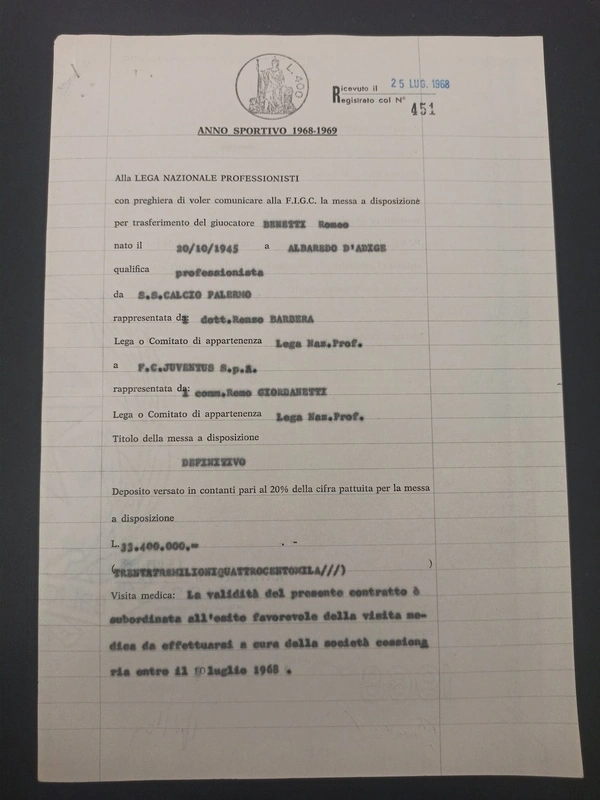 L. 400
Ricevuto il 25 LUG. 1968
Registrato col N° 451
ANNO SPORTIVO 1968-1969
Alla LEGA NAZIONALE PROFESSIONISTI
con preghiera di voler comunicare alla F.I.G.C. la messa a disposizione
per trasferimento del giuocatore BENETTI Romeo
nato il 20/10/1945 a ALBAREDO D'ADIGE
qualifica professionista
da S.S.CALCIO PALERMO
rappresentata da dott.Renzo BARBERA
Lega o Comitato di appartenenza Lega Naz.Prof.
a F.C.JUVENTUS S.p.A.
rappresentata da: comm.Remo GIORDANETTI
Lega o Comitato di appartenenza Lega Naz.Prof.
Titolo della messa a disposizione
DEFINITIVO
Deposito versato in contanti pari al 20% della cifra pattuita per la messa
a disposizione
L. 33.400.000.=
(TRENTATREMILIONIQUATTROCENTOMILA///)
Visita medica: La validità del presente contratto è
subordinata all'esito favorevole della visita me-
dica da effettuarsi a cura della società cessiona
ria entro il luglio 1968 .